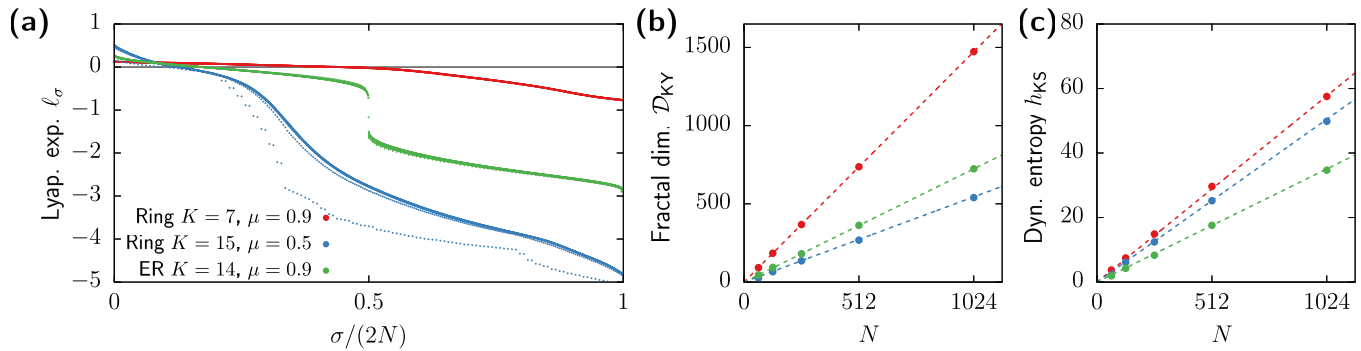 (a)
Lyap. exp. ℓσ
1
0
−1
−2
−3
−4
−5
Ring K = 7, μ = 0.9
Ring K = 15, μ = 0.5
ER K = 14, μ = 0.9
0
0.5
1
σ/(2N)
(b)
Fractal dim. 𝒟KY
1500
1000
500
0
0
512
1024
N
(c)
Dyn. entropy hKS
80
60
40
20
0
0
512
1024
N